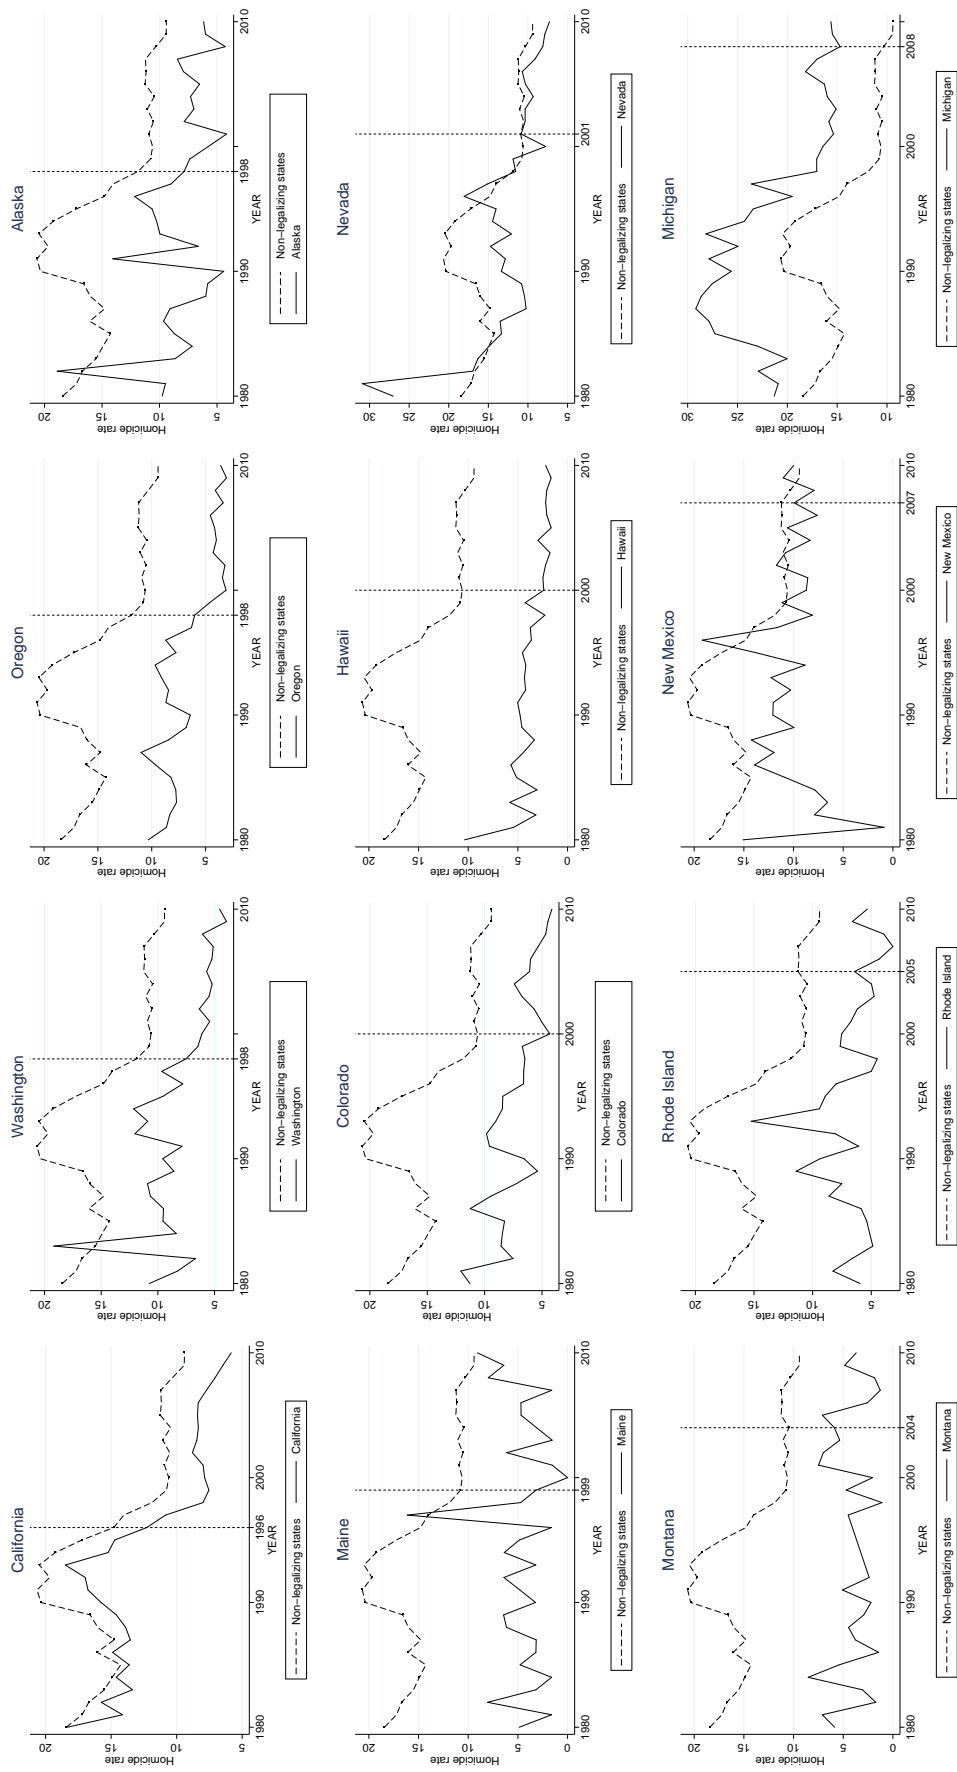 California
Homicide rate
20
15
10
5
1980 1990 1996 2000 2010
YEAR
Non-legalizing states California
Washington
Homicide rate
20
15
10
5
1980 1990 1998 2010
YEAR
Non-legalizing states
Washington
Oregon
Homicide rate
20
15
10
5
1980 1990 1998 2010
YEAR
Non-legalizing states
Oregon
Alaska
Homicide rate
20
15
10
5
1980 1990 1998 2010
YEAR
Non-legalizing states
Alaska
Maine
Homicide rate
20
15
10
5
0
1980 1990 1999 2010
YEAR
Non-legalizing states Maine
Colorado
Homicide rate
20
15
10
5
1980 1990 2000 2010
YEAR
Non-legalizing states
Colorado
Hawaii
Homicide rate
20
15
10
5
0
1980 1990 2000 2010
YEAR
Non-legalizing states Hawaii
Nevada
Homicide rate
30
25
20
15
10
5
1980 1990 2001 2010
YEAR
Non-legalizing states Nevada
Montana
Homicide rate
20
15
10
5
0
1980 1990 2000 2004 2010
YEAR
Non-legalizing states Montana
Rhode Island
Homicide rate
20
15
10
5
1980 1990 2000 2005 2010
YEAR
Non-legalizing states Rhode Island
New Mexico
Homicide rate
20
15
10
5
0
1980 1990 2000 2007 2010
YEAR
Non-legalizing states New Mexico
Michigan
Homicide rate
30
25
20
15
10
1980 1990 2000 2008
YEAR
Non-legalizing states Michigan